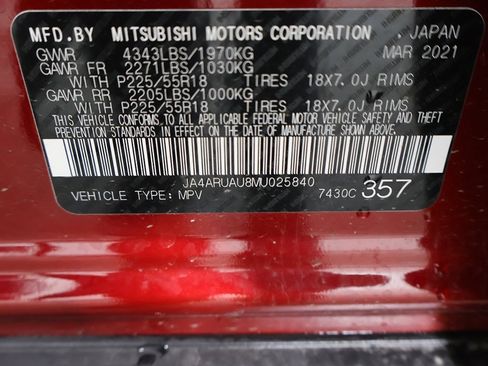 MFD.BY MITSUBISHI MOTORS CORPORATION JAPAN
GVWR 4343LBS/1970KG MAR 2021
GAWR FR 2271LBS/1030KG
WITH P225/55R18 TIRES 18X7.0J RIMS
GAWR RR 2205LBS/1000KG
WITH P225/55R18 TIRES 18X7.0J RIMS
THIS VEHICLE CONFORMS TO ALL APPLICABLE U.S. FEDERAL MOTOR VEHICLE SAFETY AND THEFT
PREVENTION STANDARDS IN EFFECT ON THE DATE OF MANUFACTURE SHOWN ABOVE.
JA4ARUAU8MU025840
VEHICLE TYPE: MPV 7430C 357